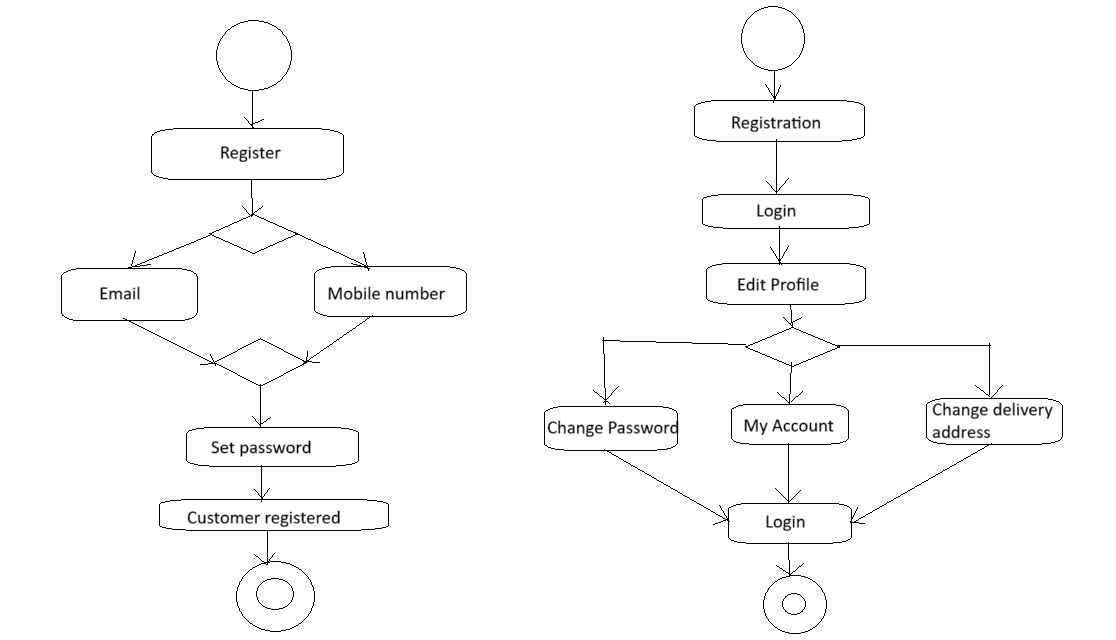 Register
Email
Mobile number
Set password
Customer registered
Registration
Login
Edit Profile
Change Password
My Account
Change delivery
address
Login